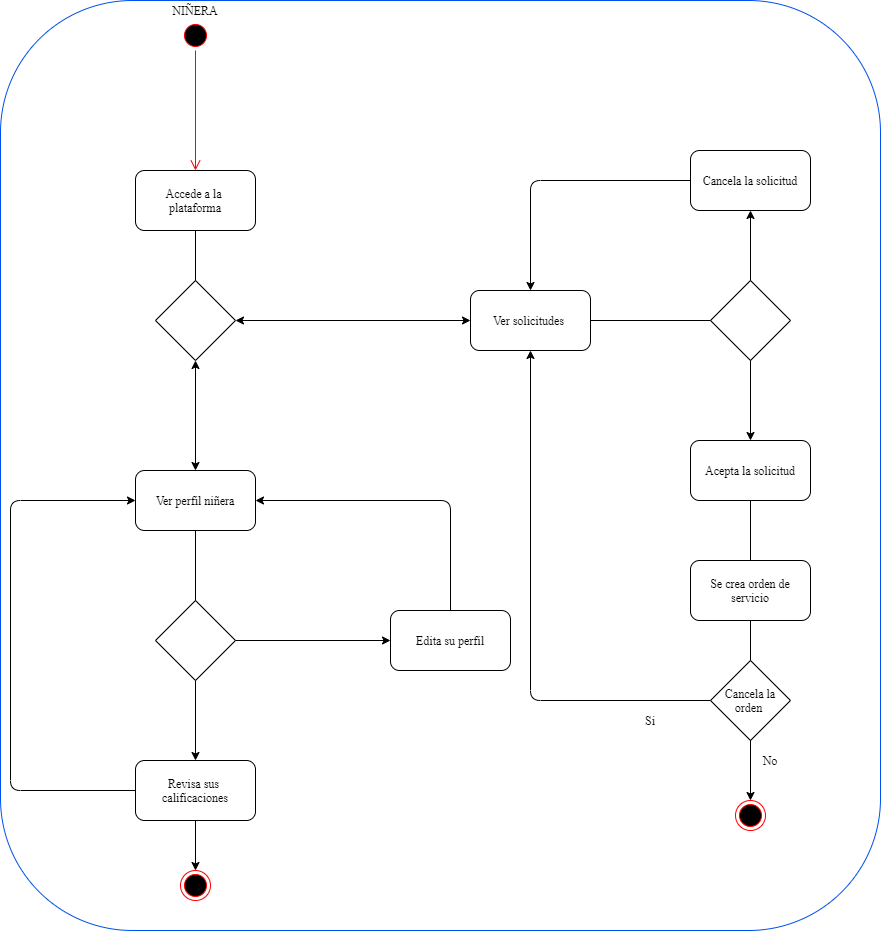 NIÑERA
Accede a la
plataforma
Cancela la solicitud
Ver solicitudes
Acepta la solicitud
Ver perfil niñera
Se crea orden de
servicio
Edita su perfil
Cancela la
orden
Si
No
Revisa sus
calificaciones